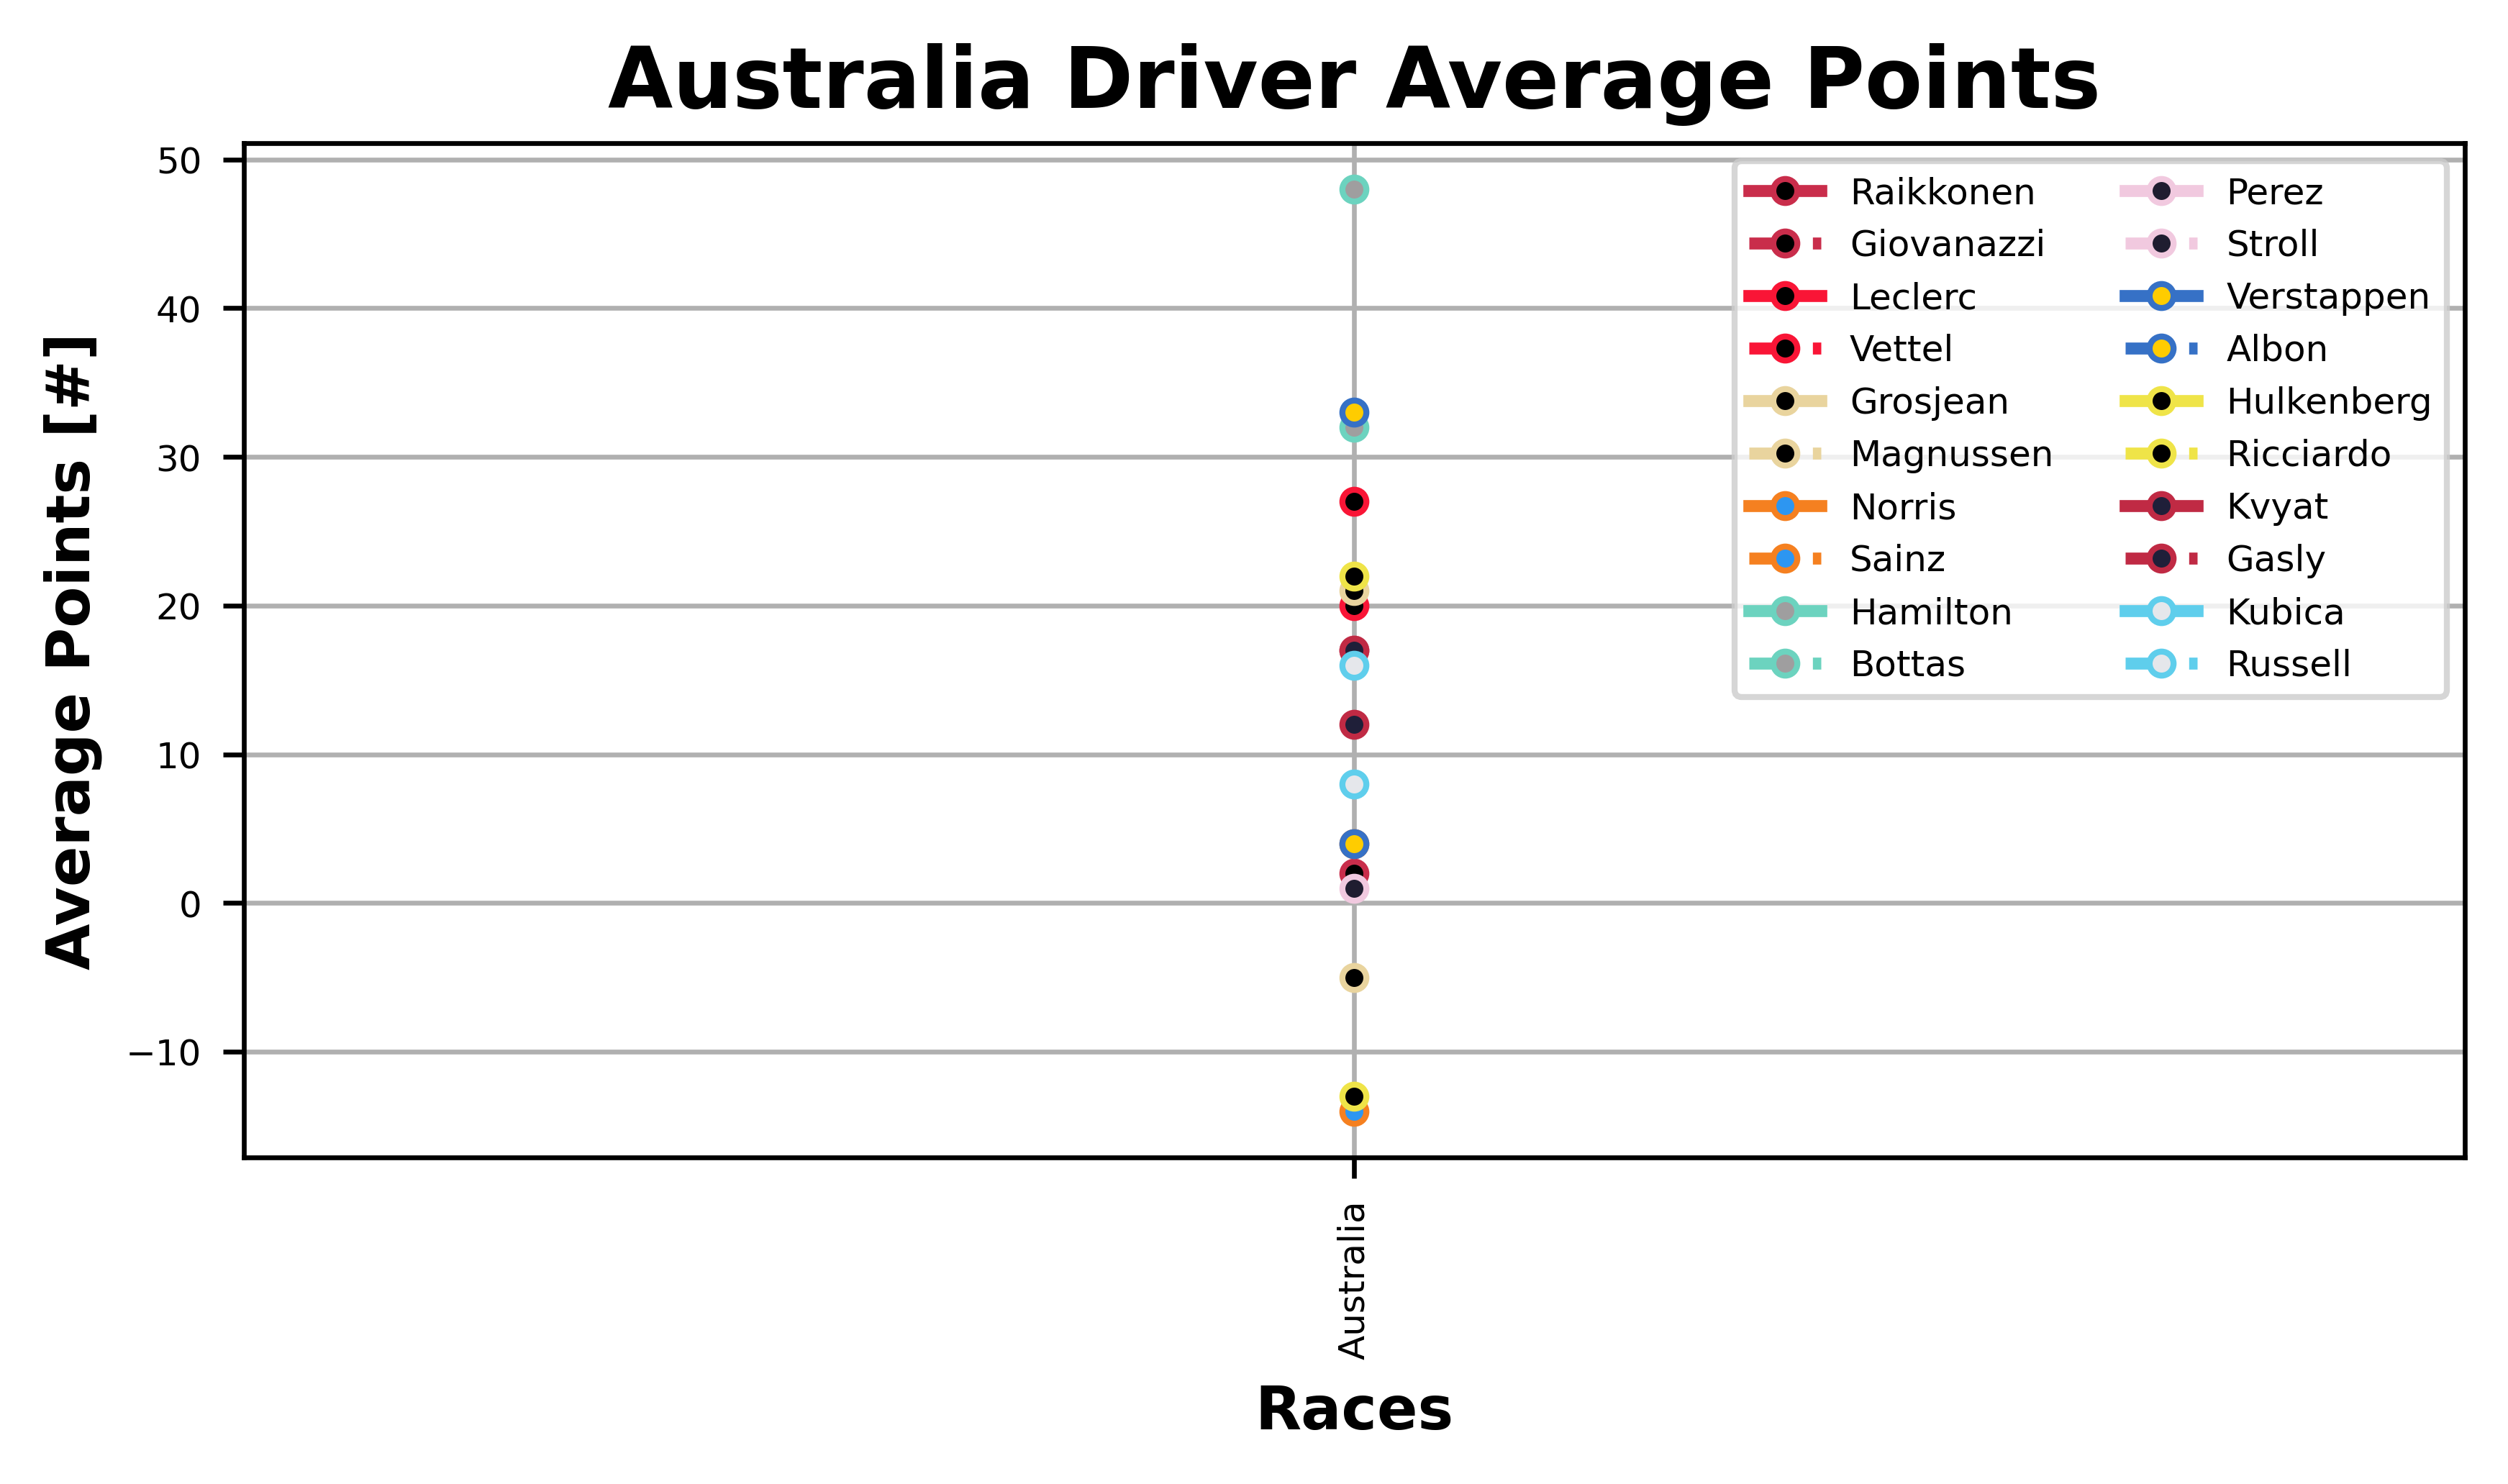 Australia Driver Average Points
Average Points [#]
50
40
30
20
10
0
−10
Raikkonen
Giovanazzi
Leclerc
Vettel
Grosjean
Magnussen
Norris
Sainz
Hamilton
Bottas
Perez
Stroll
Verstappen
Albon
Hulkenberg
Ricciardo
Kvyat
Gasly
Kubica
Russell
Australia
Races